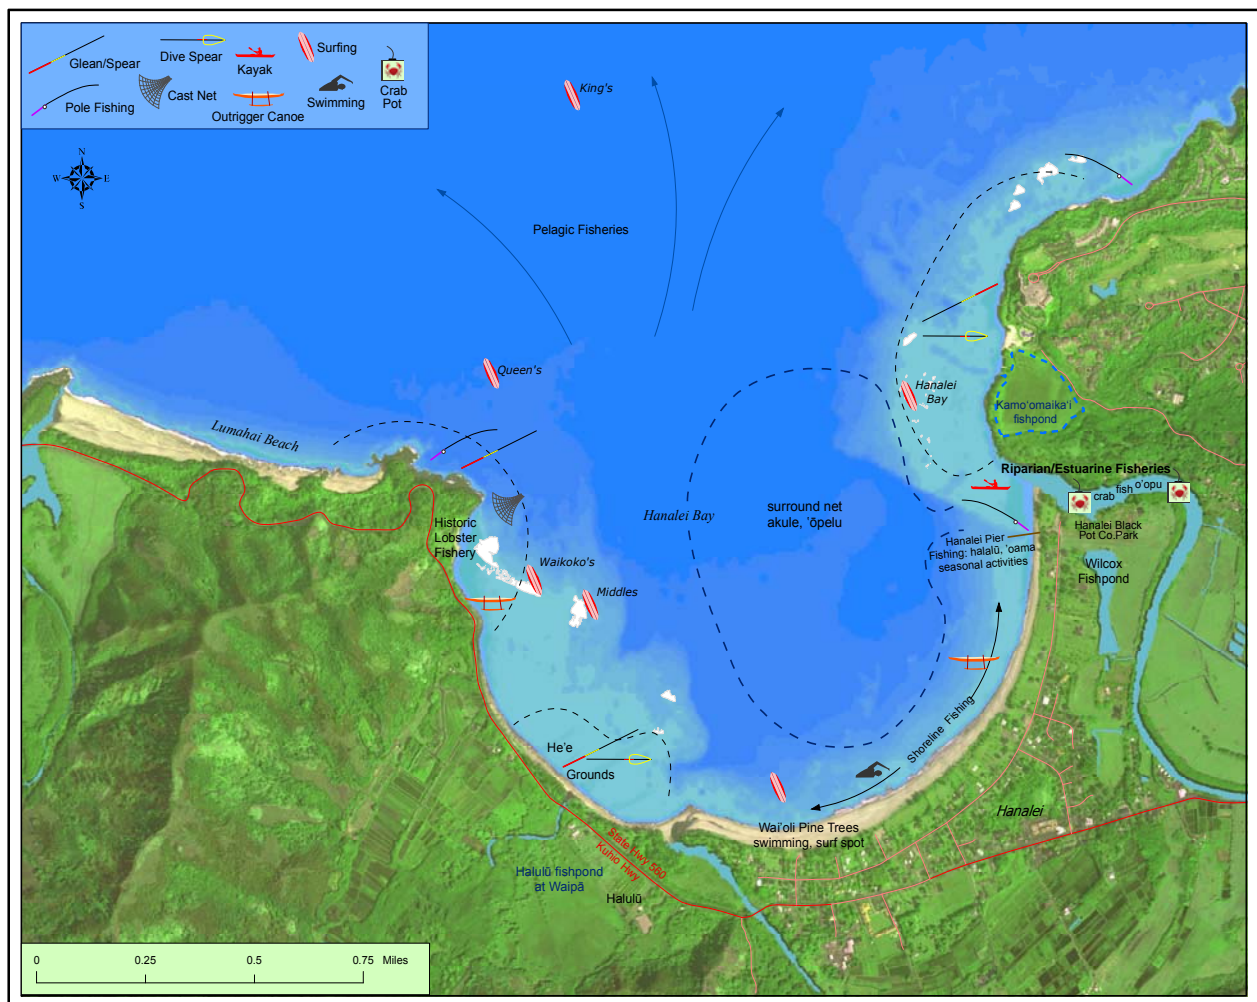 Glean/Spear
Dive Spear
Kayak
Surfing
Pole Fishing
Cast Net
Outrigger Canoe
Swimming
Crab
Pot
N
W E
S
King's
Pelagic Fisheries
Queen's
Lumahai Beach
Hanalei
Bay
Kamo'omaika'i
fishpond
Riparian/Estuarine Fisheries
crab fish o'opu
Hanalei Black
Pot Co.Park
Hanalei Bay
surround net
akule, 'ōpelu
Hanalei Pier
Fishing: halalū, 'oama
seasonal activities
Wilcox
Fishpond
Historic
Lobster
Fishery
Waikoko's
Middles
He'e
Grounds
Shoreline Fishing
Wai'oli Pine Trees
swimming, surf spot
Hanalei
State Hwy 560
Kuhio Hwy
Halulū fishpond
at Waipā
Halulū
0 0.25 0.5 0.75 Miles